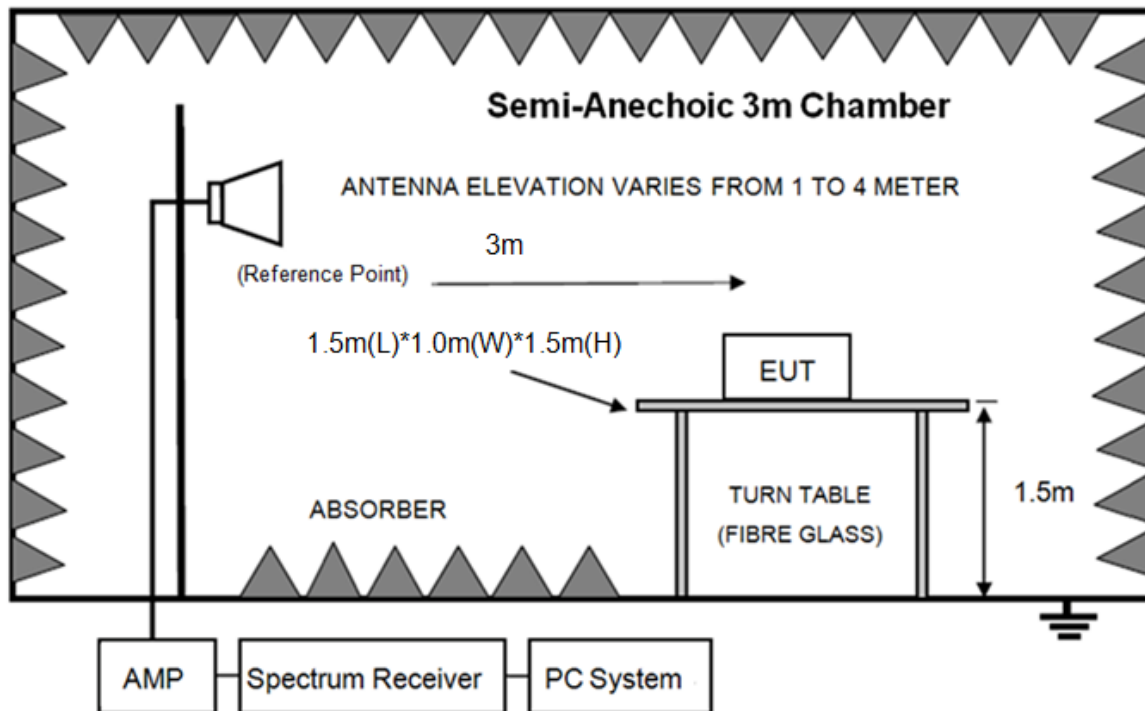 Semi-Anechoic 3m Chamber
ANTENNA ELEVATION VARIES FROM 1 TO 4 METER
3m
(Reference Point)
1.5m(L)*1.0m(W)*1.5m(H)
EUT
ABSORBER
TURN TABLE
(FIBRE GLASS)
1.5m
AMP
Spectrum Receiver
PC System